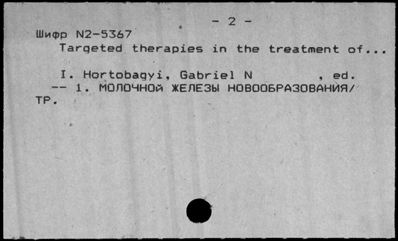 - 2 -
Шифр N2-5367
Targeted therapies in the treatment of...
I. Hortobagyi, Gabriel N , ed.
-- 1. МОЛОЧНОЙ ЖЕЛЕЗЫ НОВООБРАЗОВАНИЯ/
ТР.